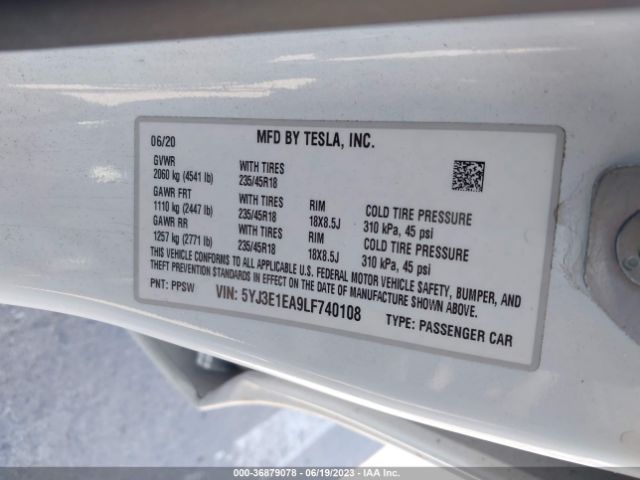 06/20 MFD BY TESLA, INC.
GVWR
2060 kg (4541 lb) WITH TIRES 235/45R18
GAWR FRT
1110 kg (2447 lb) WITH TIRES 235/45R18 RIM 18X8.5J COLD TIRE PRESSURE 310 kPa, 45 psi
GAWR RR
1257 kg (2771 lb) WITH TIRES 235/45R18 RIM 18X8.5J COLD TIRE PRESSURE 310 kPa, 45 psi
THIS VEHICLE CONFORMS TO ALL APPLICABLE U.S. FEDERAL MOTOR VEHICLE SAFETY, BUMPER, AND
THEFT PREVENTION STANDARDS IN EFFECT ON THE DATE OF MANUFACTURE SHOWN ABOVE.
PNT: PPSW VIN: 5YJ3E1EA9LF740108 TYPE: PASSENGER CAR
000-36879078 - 06/19/2023 - IAA Inc.